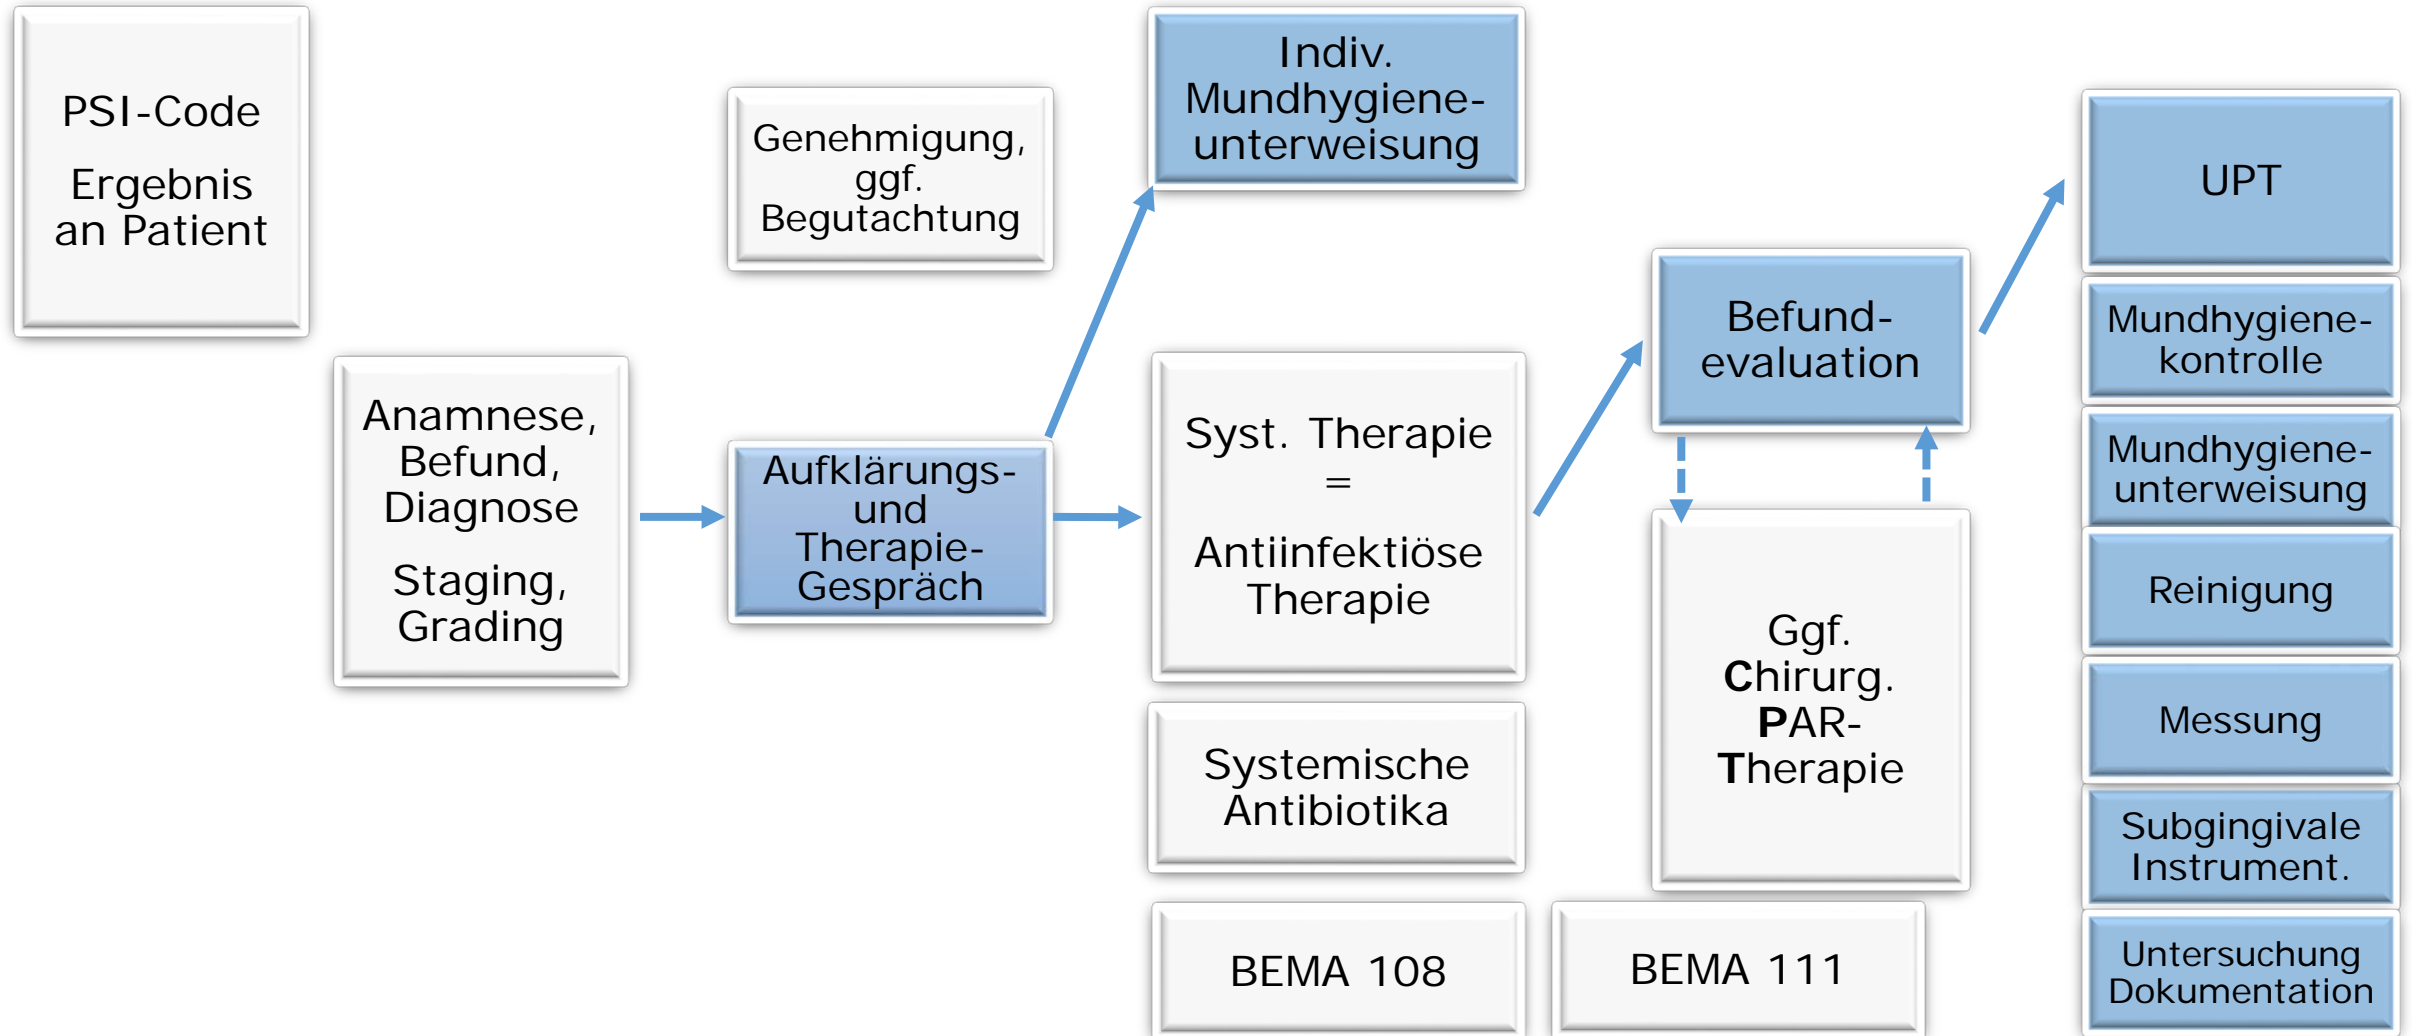 PSI-Code
Ergebnis
an Patient
Anamnese,
Befund,
Diagnose
Staging,
Grading
Genehmigung,
ggf.
Begutachtung
Aufklärungs-
und
Therapie-
Gespräch
Indiv.
Mundhygiene-
unterweisung
Syst. Therapie
=
Antiinfektiöse
Therapie
Systemische
Antibiotika
BEMA 108
Befund-
evaluation
Ggf.
Chirurg.
PAR-
Therapie
BEMA 111
UPT
Mundhygiene-
kontrolle
Mundhygiene-
unterweisung
Reinigung
Messung
Subgingivale
Instrument.
Untersuchung
Dokumentation